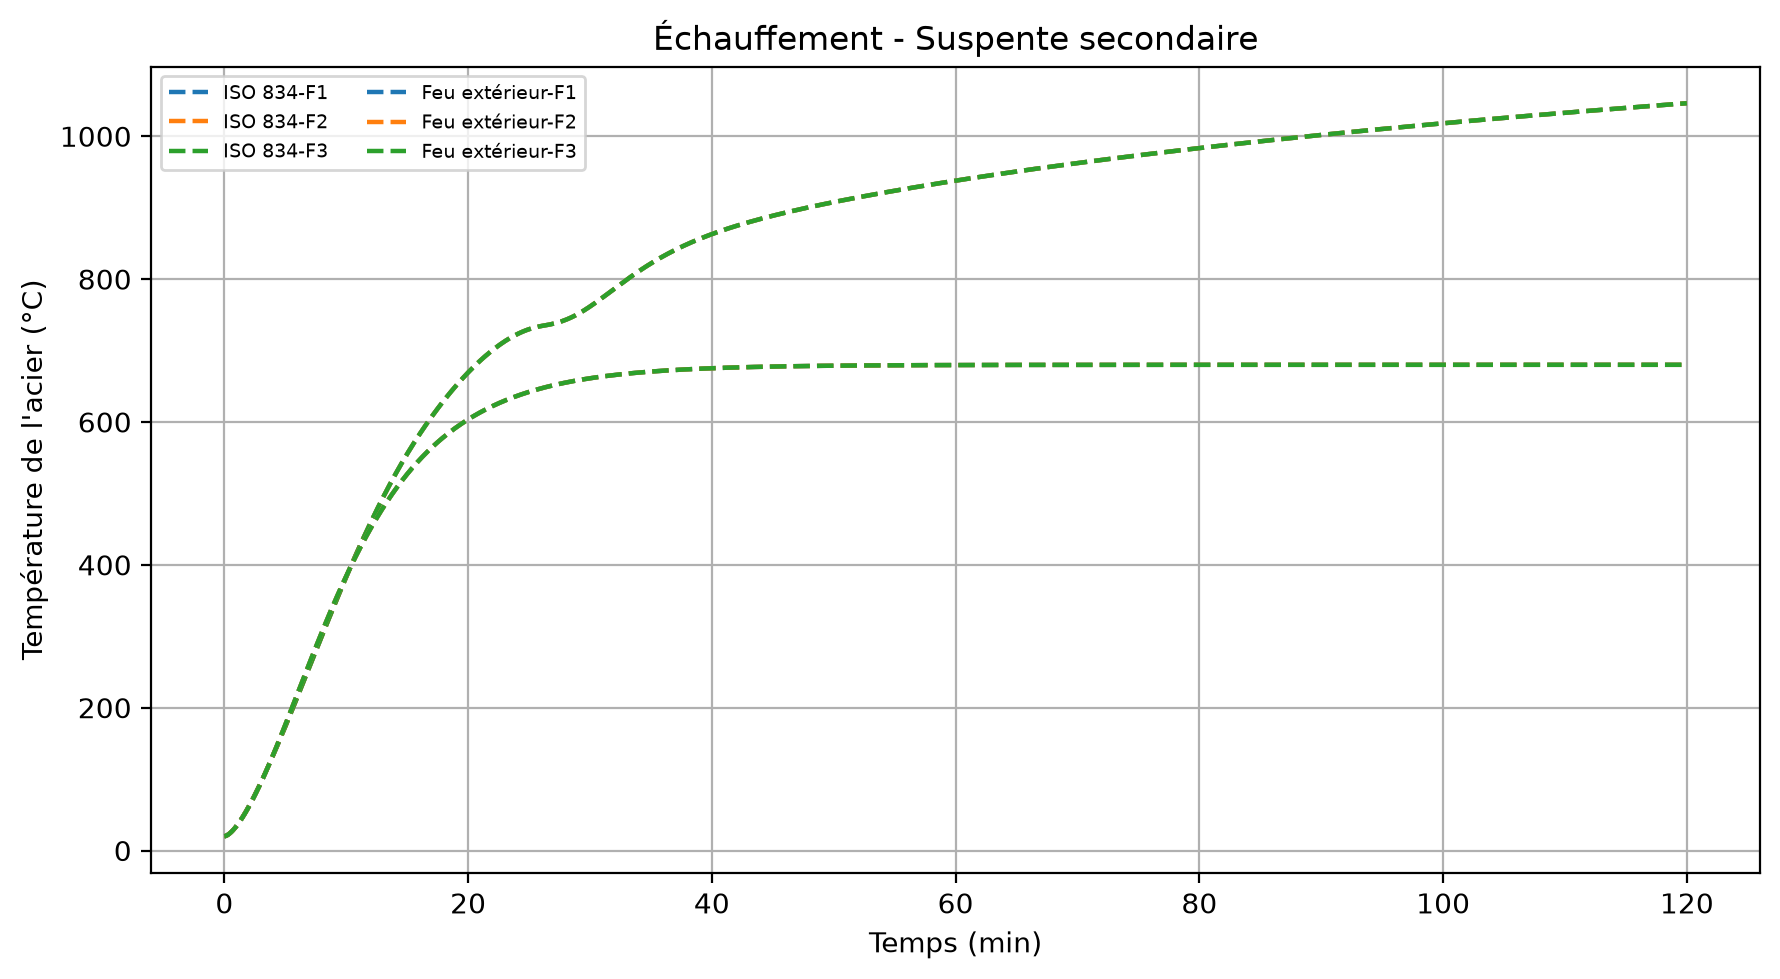 Échauffement - Suspente secondaire
ISO 834-F1
ISO 834-F2
ISO 834-F3
Feu extérieur-F1
Feu extérieur-F2
Feu extérieur-F3
Température de l'acier (°C)
1000
800
600
400
200
0
0 20 40 60 80 100 120
Temps (min)